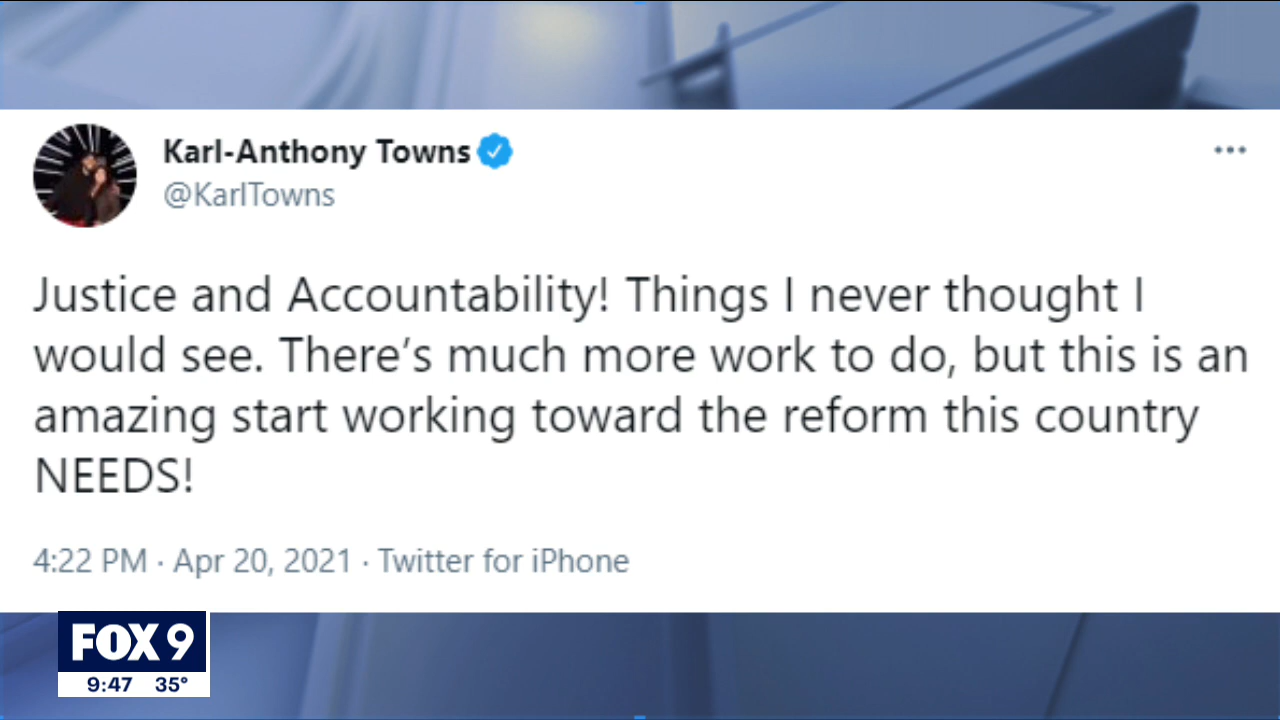 Karl-Anthony Towns
@KarlTowns
Justice and Accountability! Things I never thought I
would see. There’s much more work to do, but this is an
amazing start working toward the reform this country
NEEDS!
4:22 PM · Apr 20, 2021 · Twitter for iPhone
FOX 9
9:47 35°